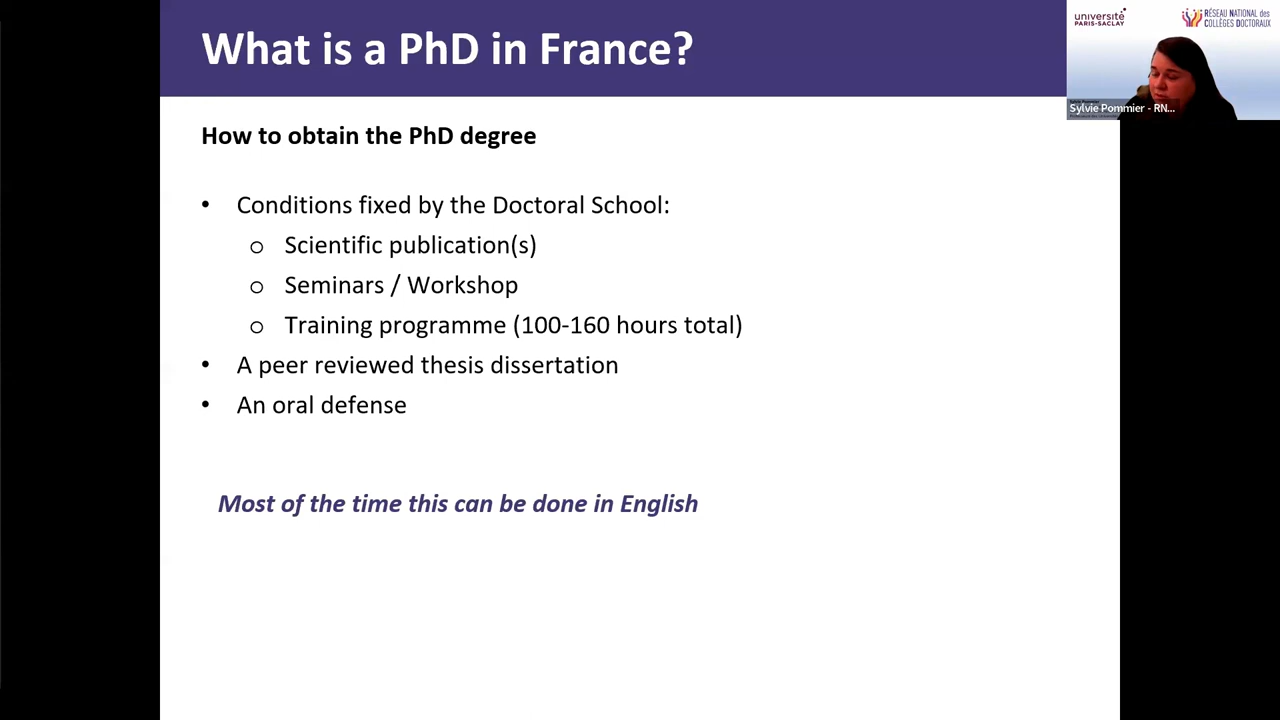 What is a PhD in France?
université
PARIS-SACLAY
RÉSEAU NATIONAL des
COLLÈGES DOCTORAUX
Sylvie Pommier - RN...
How to obtain the PhD degree
• Conditions fixed by the Doctoral School:
o Scientific publication(s)
o Seminars / Workshop
o Training programme (100-160 hours total)
• A peer reviewed thesis dissertation
• An oral defense
Most of the time this can be done in English